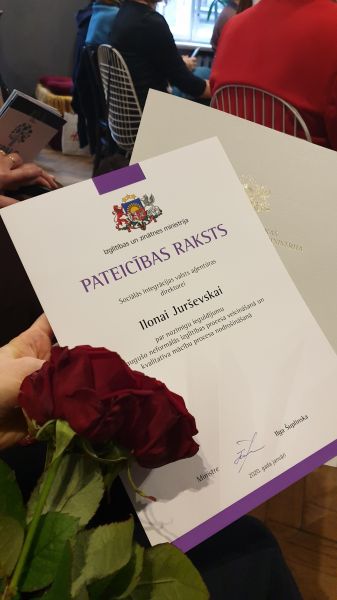 Izglītības un zinātnes ministrija
PATEICĪBAS RAKSTS
Sociālās integrācijas valsts aģentūras
direktorei
Ilonai Jurševskai
par nozīmīgu ieguldījumu
augušo neformālās izglītības procesa veicināšanā un
kvalitatīva mācību procesa nodrošināšanā
Ministre
Ilga Šuplinska
2020. gada janvārī